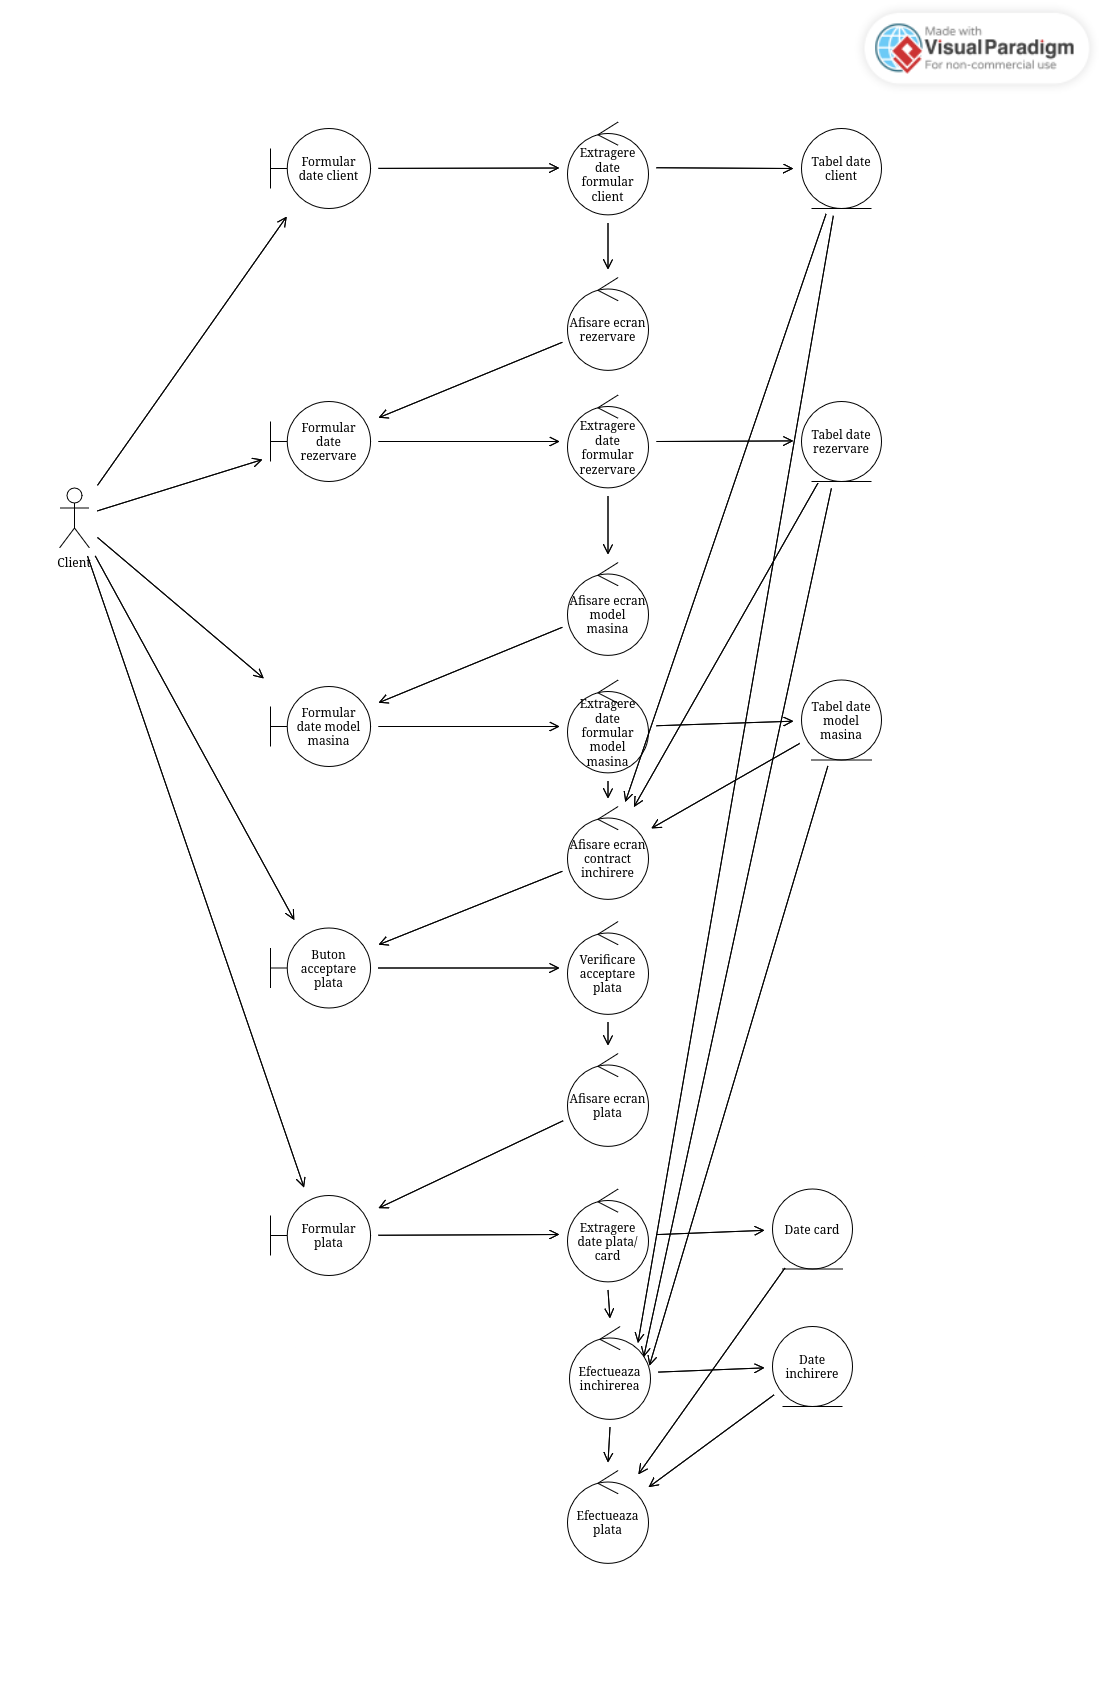 Made with
Visual Paradigm
For non-commercial use
Formular
date client
Extragere
date
formular
client
Tabel date
client
Afisare ecran
rezervare
Formular
date
rezervare
Extragere
date
formular
rezervare
Tabel date
rezervare
Client
Afisare ecran
model
masina
Formular
date model
masina
Extragere
date
formular
model
masina
Tabel date
model
masina
Afisare ecran
contract
inchirere
Buton
acceptare
plata
Verificare
acceptare
plata
Afisare ecran
plata
Formular
plata
Extragere
date plata/
card
Date card
Efectueaza
inchirerea
Date
inchirere
Efectueaza
plata